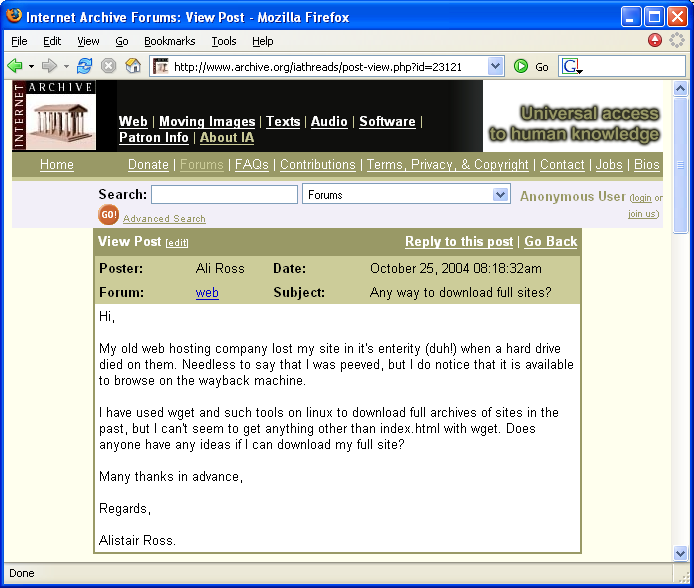 Internet Archive Forums: View Post - Mozilla Firefox
File Edit View Go Bookmarks Tools Help
http://www.archive.org/iathreads/post-view.php?id=23121 Go G
INTERNET ARCHIVE
Web | Moving Images | Texts | Audio | Software |
Patron Info | About IA
Universal access
to human knowledge
Home Donate | Forums | FAQs | Contributions | Terms, Privacy, & Copyright | Contact | Jobs | Bios
Search: Forums Anonymous User (login or
join us)
GO! Advanced Search
View Post [edit] Reply to this post | Go Back
Poster: Ali Ross Date: October 25, 2004 08:18:32am
Forum: web Subject: Any way to download full sites?
Hi,
My old web hosting company lost my site in it's enterity (duh!) when a hard drive
died on them. Needless to say that I was peeved, but I do notice that it is available
to browse on the wayback machine.
I have used wget and such tools on linux to download full archives of sites in the
past, but I can't seem to get anything other than index.html with wget. Does
anyone have any ideas if I can download my full site?
Many thanks in advance,
Regards,
Alistair Ross.
Done